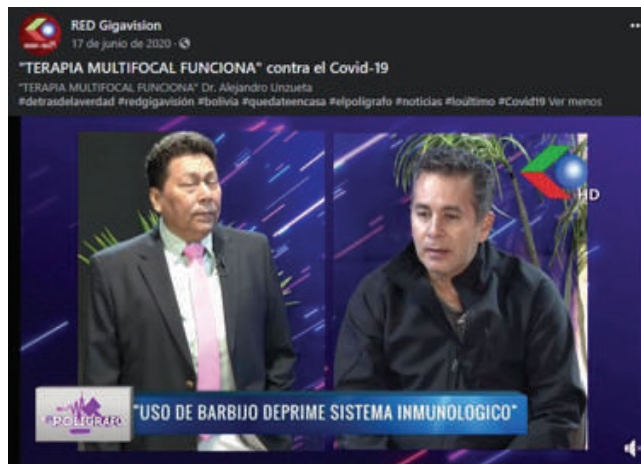 RED Gigavision
17 de junio de 2020
"TERAPIA MULTIFOCAL FUNCIONA" contra el Covid-19
"TERAPIA MULTIFOCAL FUNCIONA" Dr. Alejandro Unzueta
#detrasdelaverdad #redgigavisión #bolivia #quedateencasa #elpoligrafo #noticias #loúltimo #Covid19 Ver menos
HD
POLÍGRAFO
"USO DE BARBIJO DEPRIME SISTEMA INMUNOLOGICO"